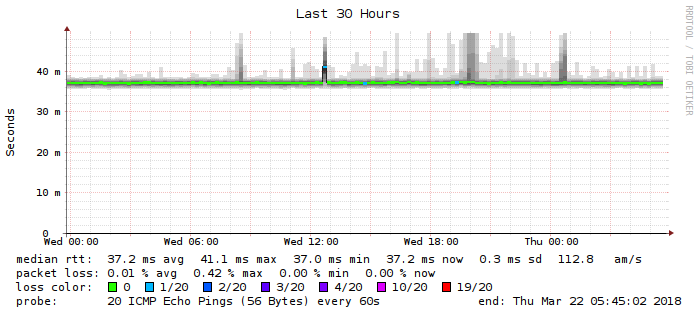 Last 30 Hours
RRDTOOL / TOBI OETIKER
Seconds
40 m
30 m
20 m
10 m
0
Wed 00:00 Wed 06:00 Wed 12:00 Wed 18:00 Thu 00:00
median rtt: 37.2 ms avg 41.1 ms max 37.0 ms min 37.2 ms now 0.3 ms sd 112.8 am/s
packet loss: 0.01 % avg 0.42 % max 0.00 % min 0.00 % now
loss color: 0 1/20 2/20 3/20 4/20 10/20 19/20
probe: 20 ICMP Echo Pings (56 Bytes) every 60s end: Thu Mar 22 05:45:02 2018